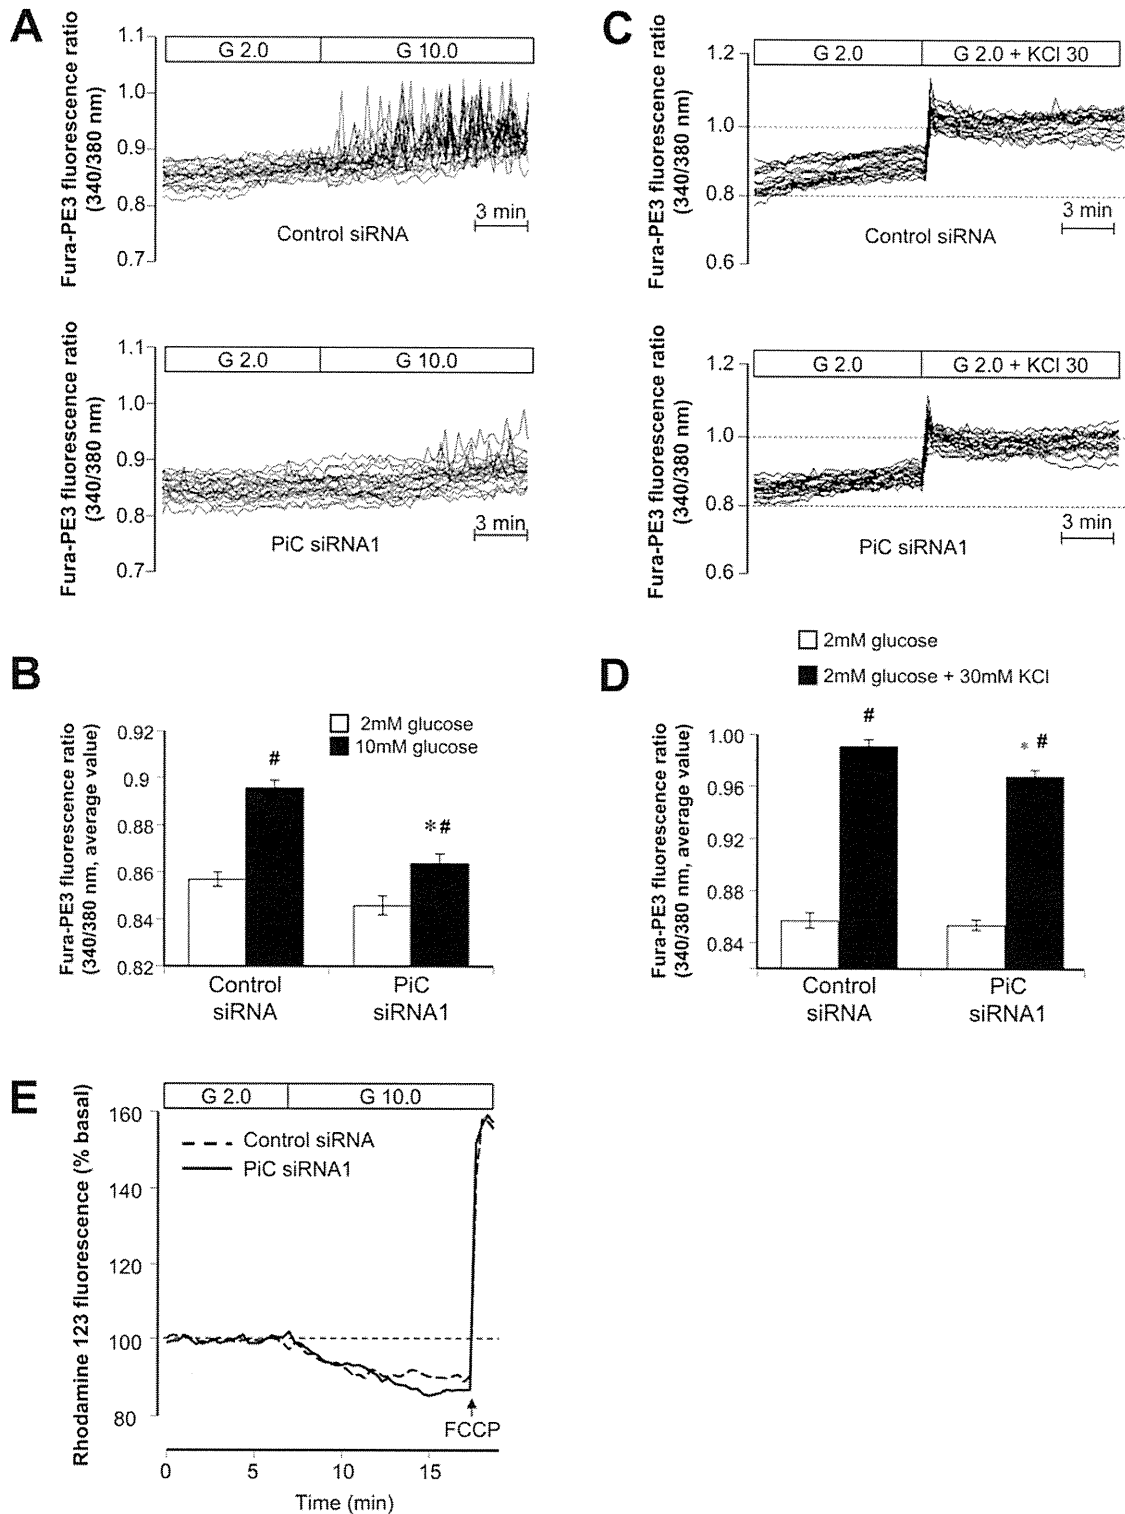 A
Fura-PE3 fluorescence ratio
(340/380 nm)
1.1
1.0
0.9
0.8
0.7
G 2.0
G 10.0
3 min
Control siRNA
Fura-PE3 fluorescence ratio
(340/380 nm)
1.1
1.0
0.9
0.8
0.7
G 2.0
G 10.0
3 min
PiC siRNA1
C
Fura-PE3 fluorescence ratio
(340/380 nm)
1.2
1.0
0.8
0.6
G 2.0
G 2.0 + KCl 30
3 min
Control siRNA
Fura-PE3 fluorescence ratio
(340/380 nm)
1.2
1.0
0.8
0.6
G 2.0
G 2.0 + KCl 30
3 min
PiC siRNA1
B
Fura-PE3 fluorescence ratio
(340/380 nm, average value)
0.92
0.9
0.88
0.86
0.84
0.82
2mM glucose
10mM glucose
#
*#
Control
siRNA
PiC
siRNA1
D
2mM glucose
2mM glucose + 30mM KCl
Fura-PE3 fluorescence ratio
(340/380 nm, average value)
1.00
0.96
0.92
0.88
0.84
#
* #
Control
siRNA
PiC
siRNA1
E
Rhodamine 123 fluorescence (% basal)
G 2.0
G 10.0
160
140
120
100
80
Control siRNA
PiC siRNA1
FCCP
0
5
10
15
Time (min)